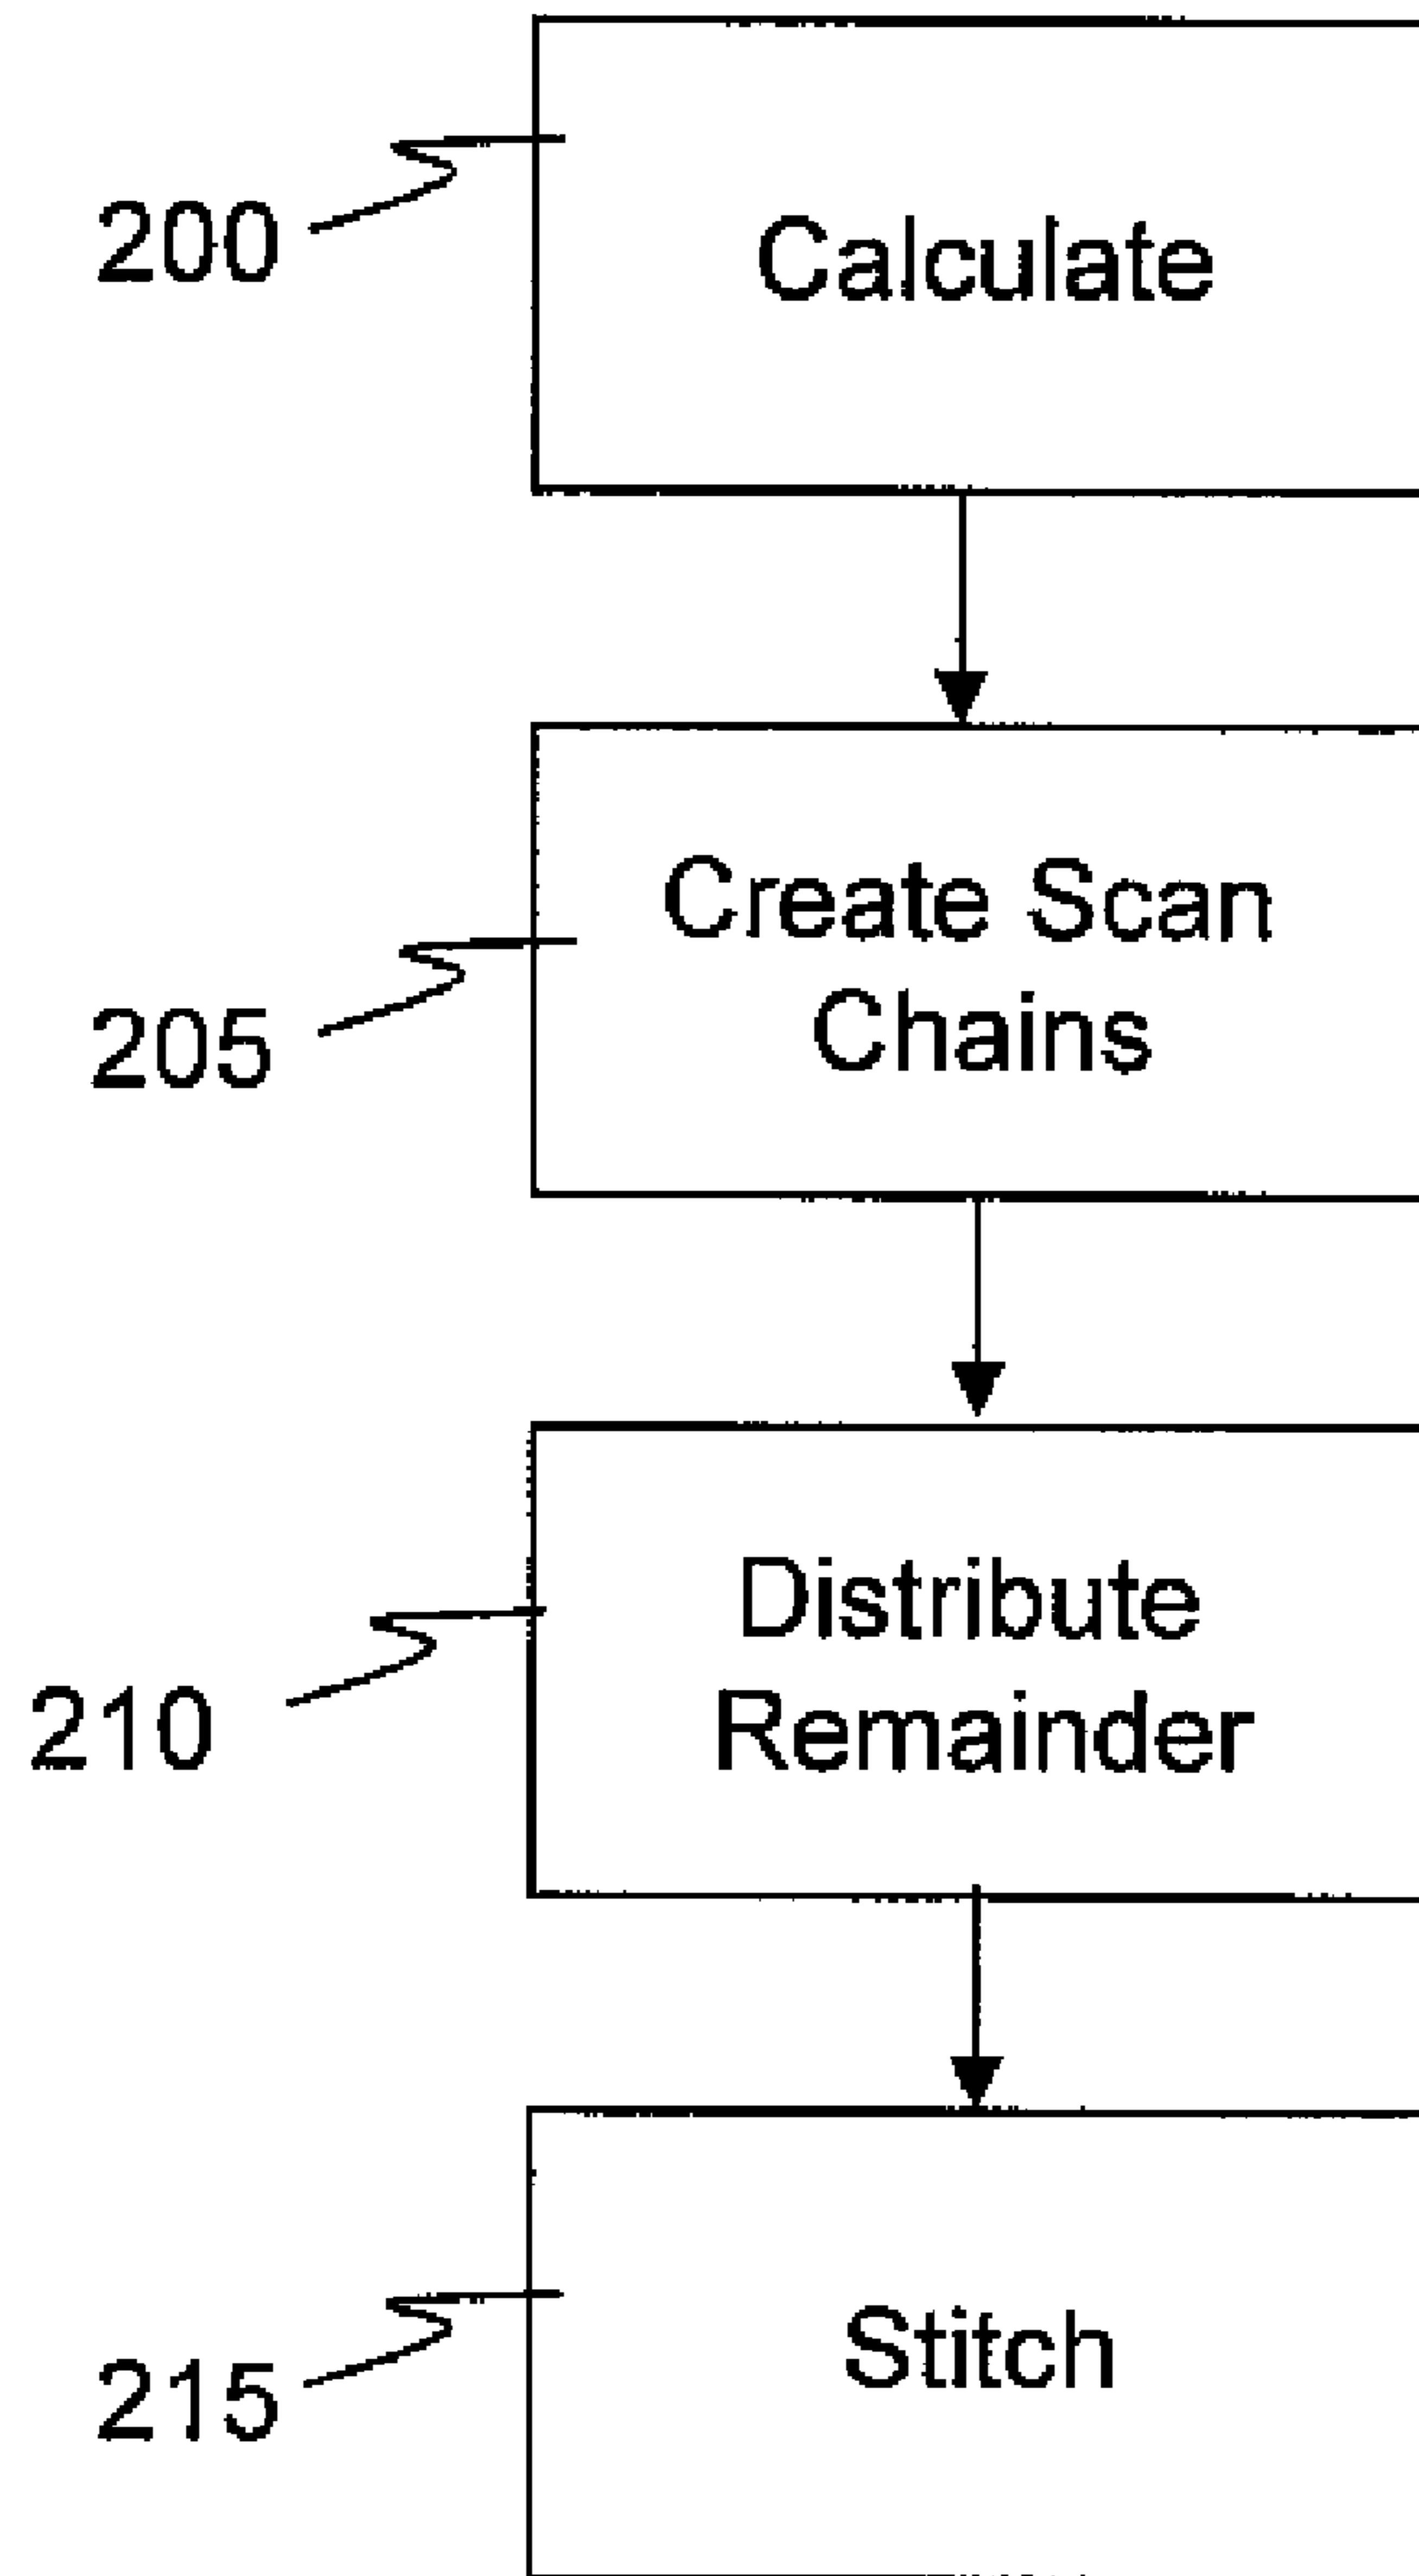 200
Calculate
205
Create Scan
Chains
210
Distribute
Remainder
215
Stitch